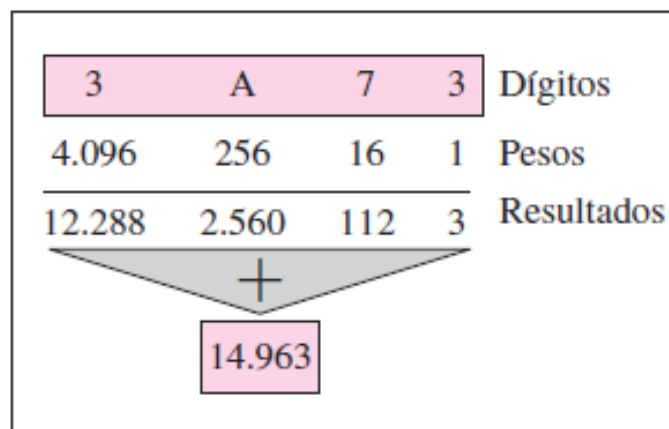 3 A 7 3 Dígitos
4.096 256 16 1 Pesos
12.288 2.560 112 3 Resultados
+
14.963